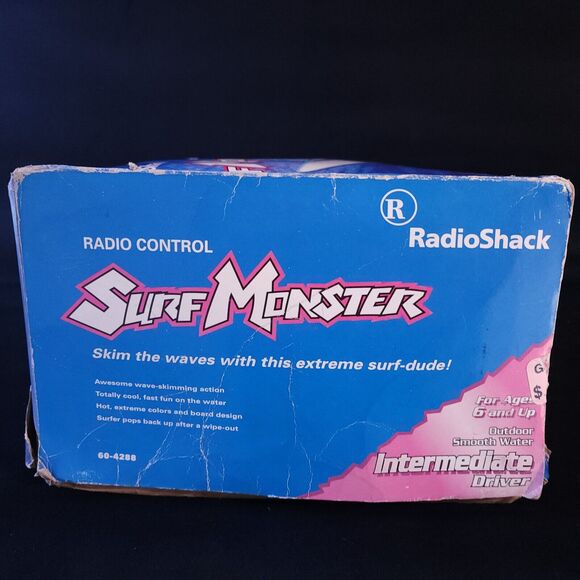 R
RadioShack
RADIO CONTROL
SURF MONSTER
Skim the waves with this extreme surf-dude!
Awesome wave-skimming action
Totally cool, fast fun on the water
Hot, extreme colors and board design
Surfer pops back up after a wipe-out
60-4288
G
$
For Ages
6 and Up
Outdoor
Smooth Water
Intermediate
Driver